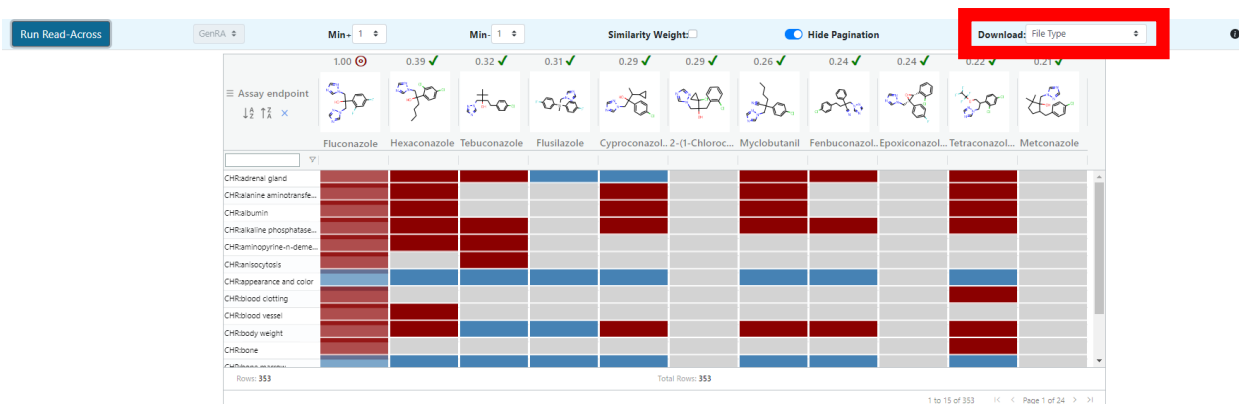 Run Read-Across
GenRA
Min+ 1
Min- 1
Similarity Weight:
Hide Pagination
Download: File Type
1.00 0.39 0.32 0.31 0.29 0.29 0.26 0.24 0.24 0.22 0.21
Assay endpoint
Fluconazole Hexaconazole Tebuconazole Flusilazole Cyproconazol... 2-(1-Chloroc... Myclobutanil Fenbuconazol... Epoxiconazol... Tetraconazol... Metconazole
CHR:adrenal gland
CHR:alanine aminotransfe...
CHR:albumin
CHR:alkaline phosphatase...
CHR:aminopyrine-n-deme...
CHR:anisocytosis
CHR:appearance and color
CHR:blood clotting
CHR:blood vessel
CHR:body weight
CHR:bone
CHR:bone marrow
Rows: 353 Total Rows: 353
1 to 15 of 353 Page 1 of 24